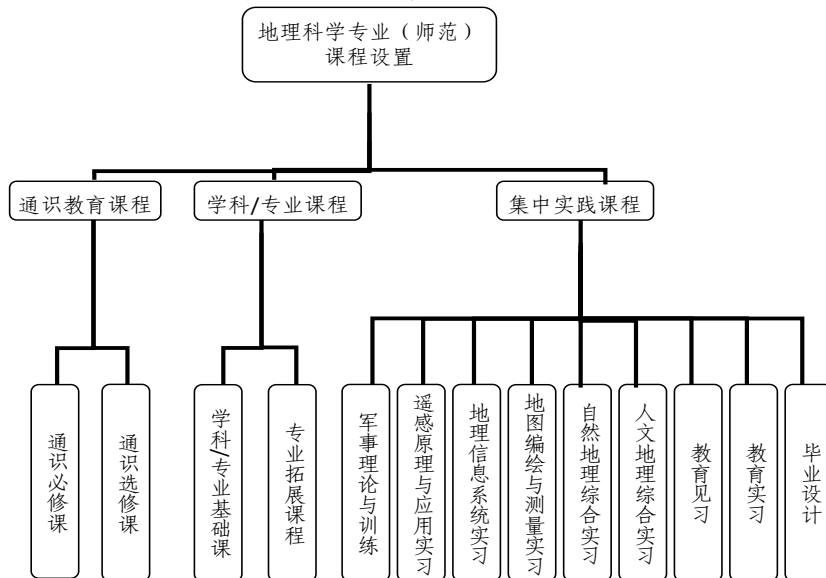 地理科学专业（师范）
课程设置
通识教育课程
学科/专业课程
集中实践课程
通识必修课
通识选修课
学科/专业基础课
专业拓展课程
军事理论与训练
遥感原理与应用实习
地理信息系统实习
地图编绘与测量实习
自然地理综合实习
人文地理综合实习
教育见习
教育实习
毕业设计